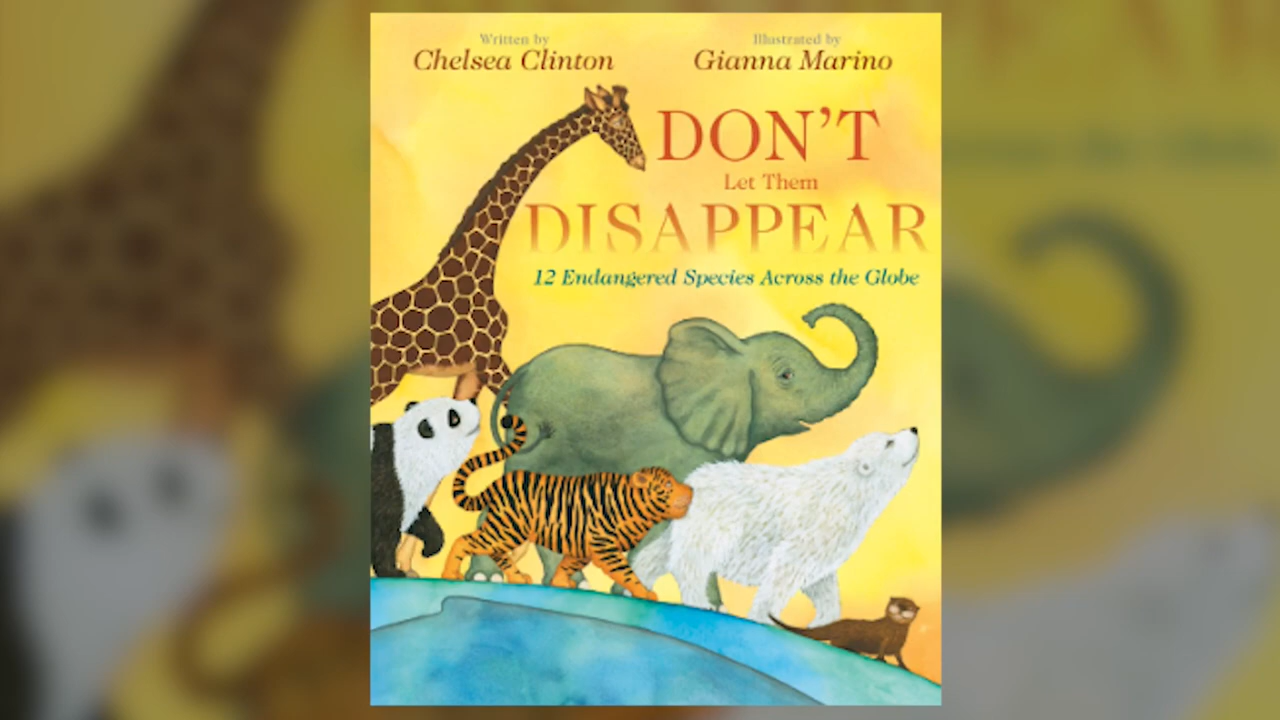 Written by
Chelsea Clinton
Illustrated by
Gianna Marino
DON'T
Let Them
DISAPPEAR
12 Endangered Species Across the Globe